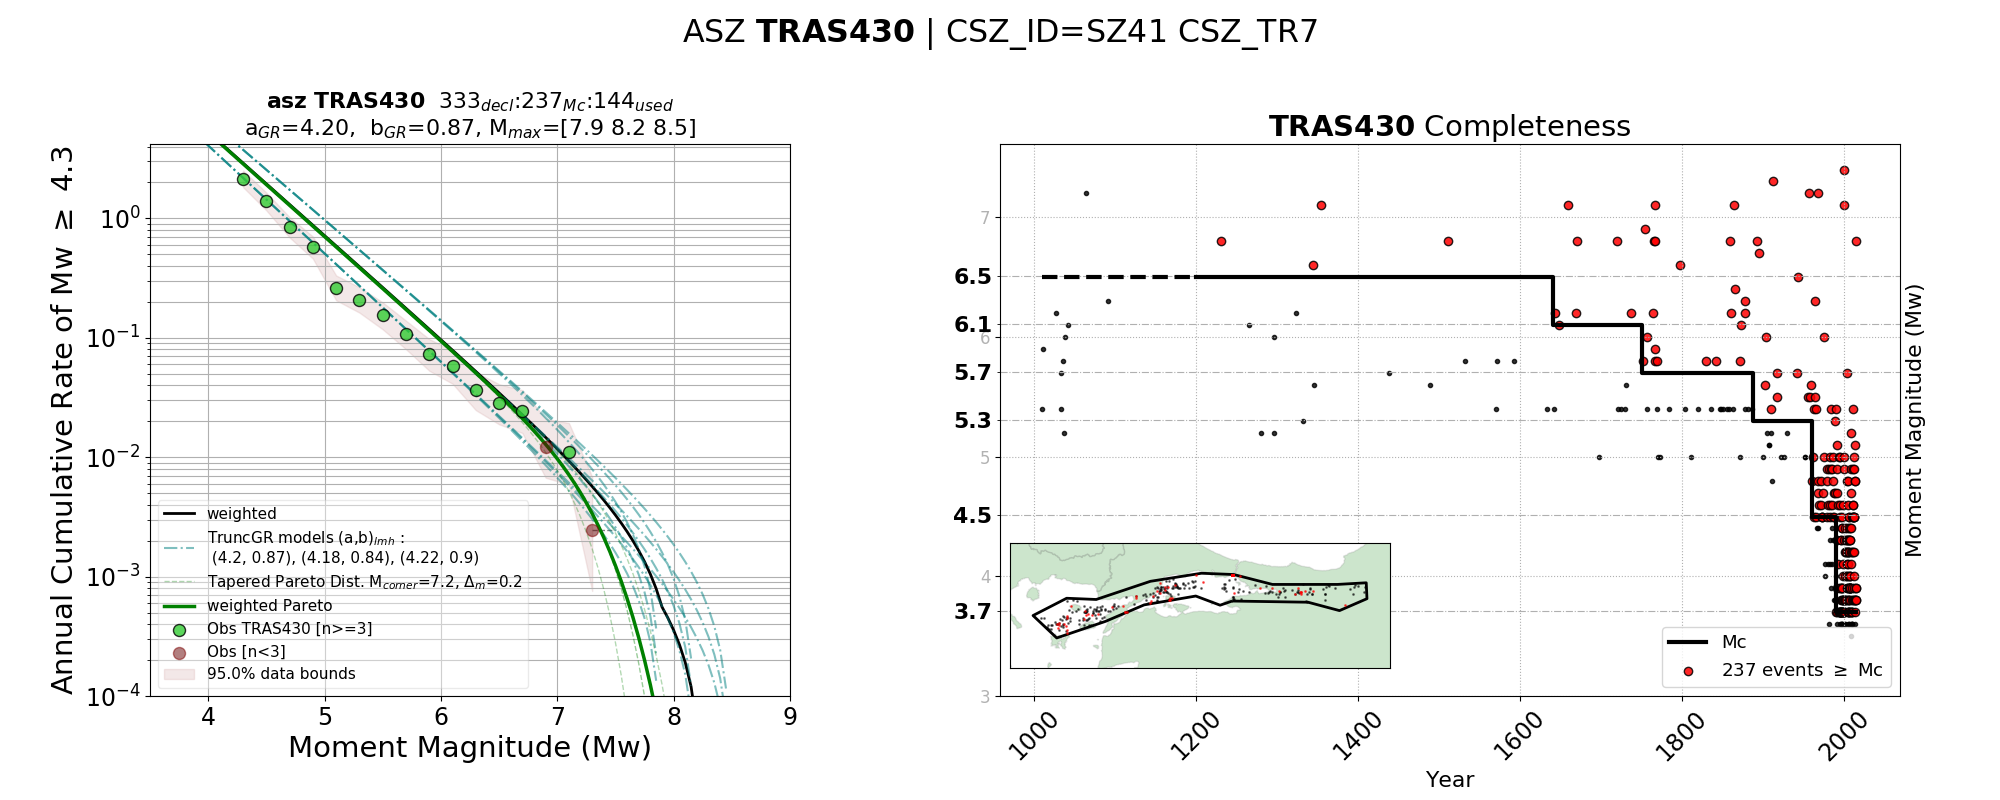 ASZ TRAS430 | CSZ_ID=SZ41 CSZ_TR7
asz TRAS430 333decl:237Mc:144used
aGR=4.20, bGR=0.87, Mmax=[7.9 8.2 8.5]
Annual Cumulative Rate of Mw ≥ 4.3
10^0
10^-1
10^-2
10^-3
10^-4
weighted
TruncGR models (a,b)lmh :
(4.2, 0.87), (4.18, 0.84), (4.22, 0.9)
Tapered Pareto Dist. Mcorner=7.2, Δm=0.2
weighted Pareto
Obs TRAS430 [n>=3]
Obs [n<3]
95.0% data bounds
4 5 6 7 8 9
Moment Magnitude (Mw)
TRAS430 Completeness
7
6.5
6.1
6
5.7
5.3
5
4.5
4
3.7
3
Moment Magnitude (Mw)
Mc
237 events ≥ Mc
1000 1200 1400 1600 1800 2000
Year